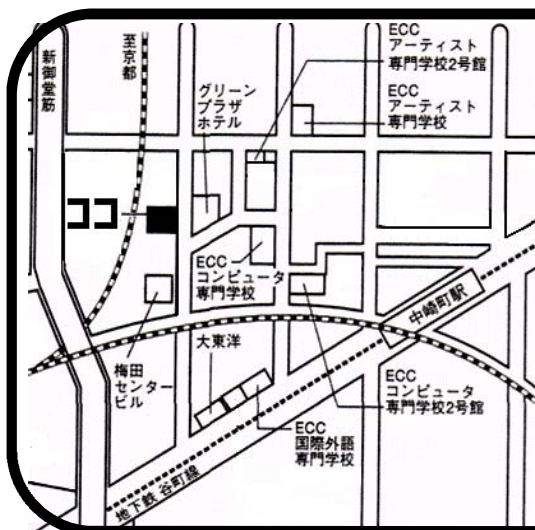 ECC
アーティスト
専門学校2号館
至京都
新御堂筋
グリーン
プラザ
ホテル
ECC
アーティスト
専門学校
ココ
ECC
コンピュータ
専門学校
中崎町駅
梅田
センター
ビル
大東洋
ECC
コンピュータ
専門学校2号館
ECC
国際外語
専門学校
地下鉄谷町線